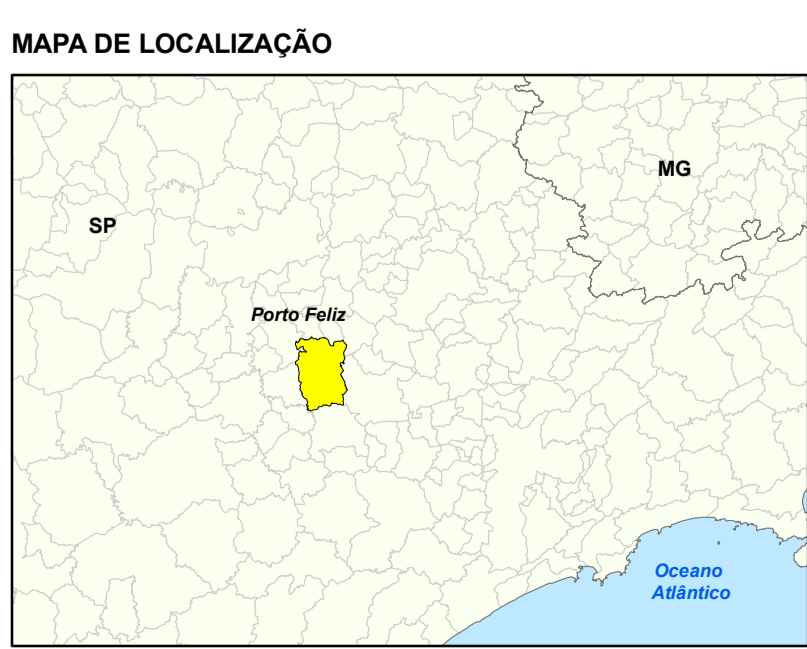 MAPA DE LOCALIZAÇÃO
MG
SP
Porto Feliz
Oceano
Atlântico